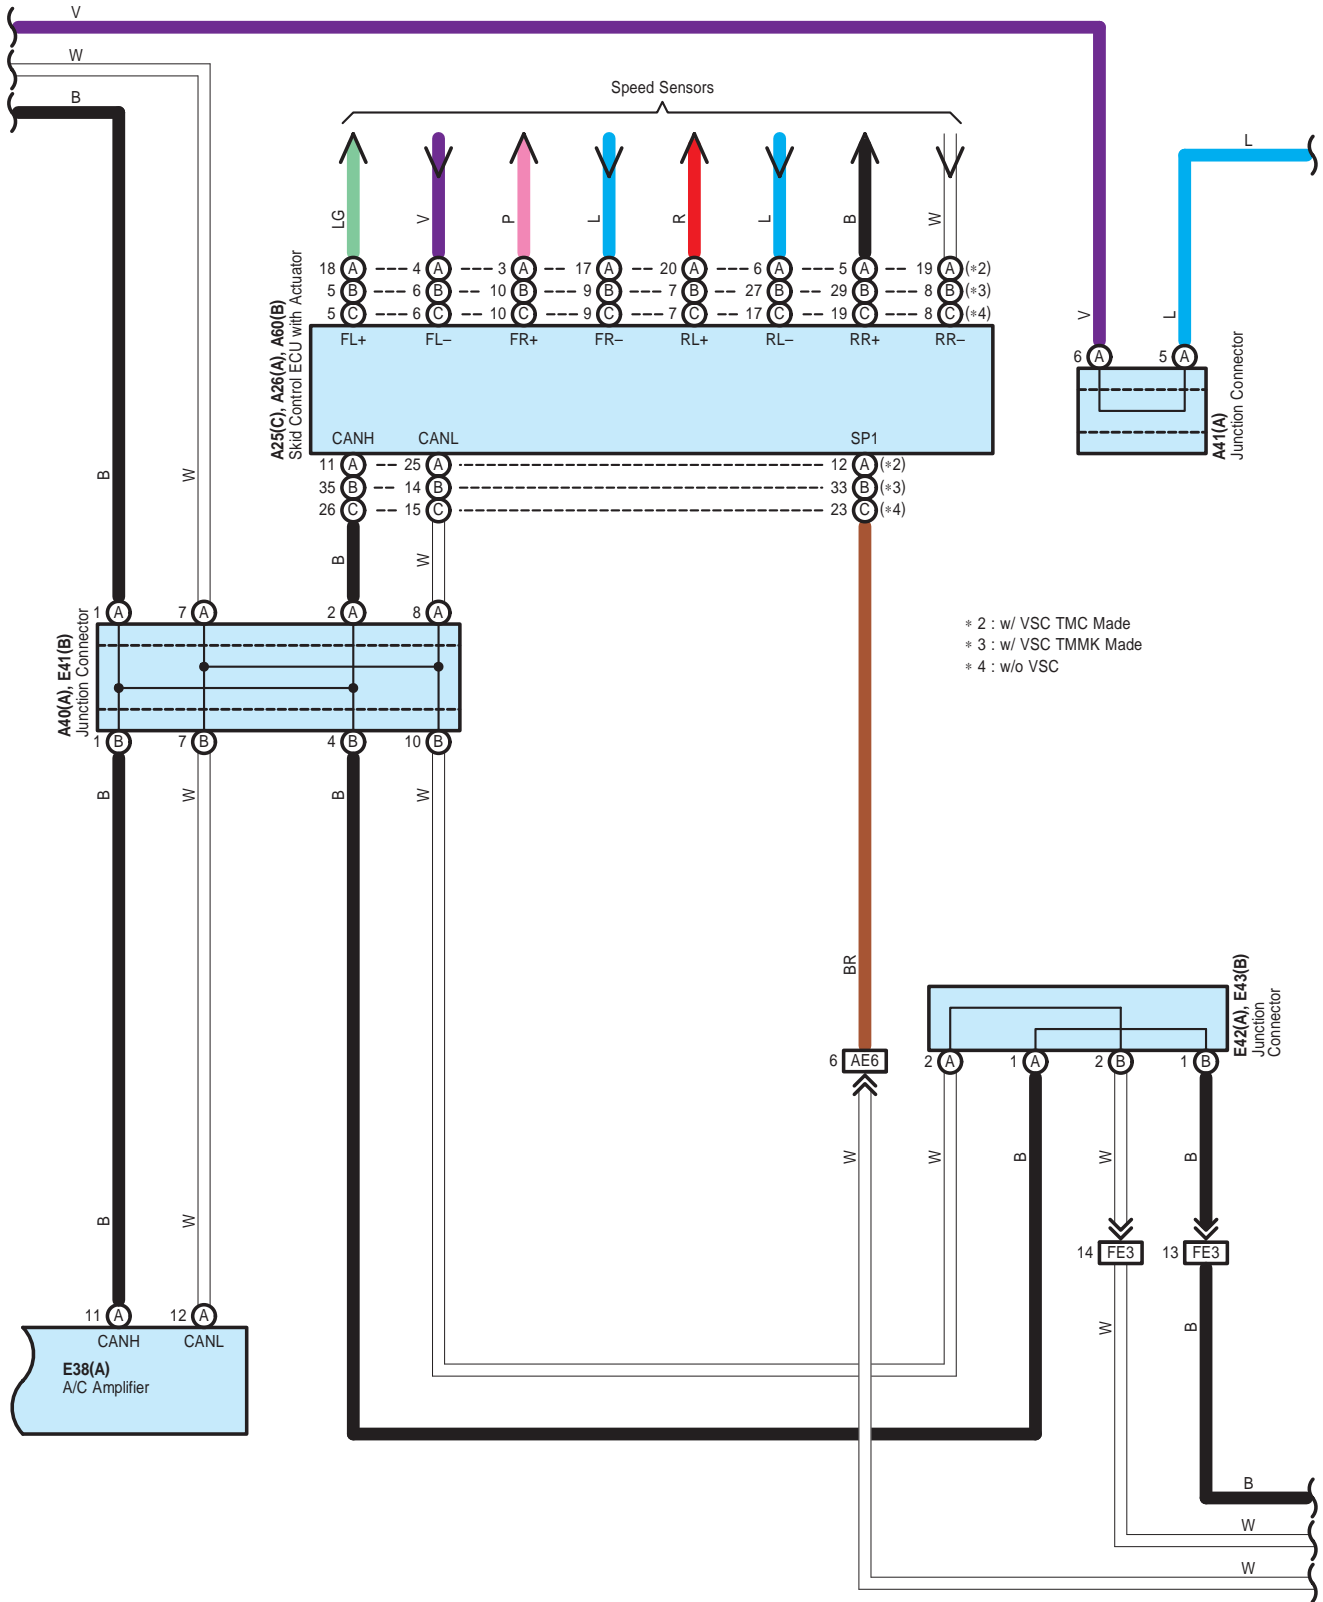 V
W
B
Speed Sensors
L
LG
V
P
L
R
L
B
W
18 A 4 A 3 A 17 A 20 A 6 A 5 A 19 A (*2)
5 B 6 B 10 B 9 B 7 B 27 B 29 B 8 B (*3)
5 C 6 C 10 C 9 C 7 C 17 C 19 C 8 C (*4)
FL+ FL– FR+ FR– RL+ RL– RR+ RR–
A25(C), A26(A), A60(B)
Skid Control ECU with Actuator
V
L
6 A 5 A
A41(A)
Junction Connector
CANH CANL SP1
11 A 25 A 12 A (*2)
35 B 14 B 33 B (*3)
26 C 15 C 23 C (*4)
B
W
B
W
1 A 7 A 2 A 8 A
A40(A), E41(B)
Junction Connector
1 B 7 B 4 B 10 B
* 2 : w/ VSC TMC Made
* 3 : w/ VSC TMMK Made
* 4 : w/o VSC
B
W
B
W
BR
E42(A), E43(B)
Junction
Connector
6 AE6 2 A 1 A 2 B 1 B
W
W
B
W
B
B
W
14 FE3 13 FE3
11 A 12 A
CANH CANL
E38(A)
A/C Amplifier
W
B
B
W
W